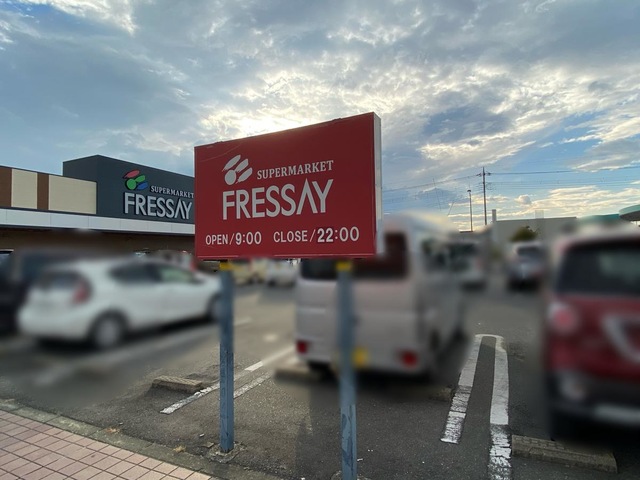 SUPERMARKET
FRESSAY
SUPERMARKET
FRESSAY
OPEN/9:00 CLOSE/22:00